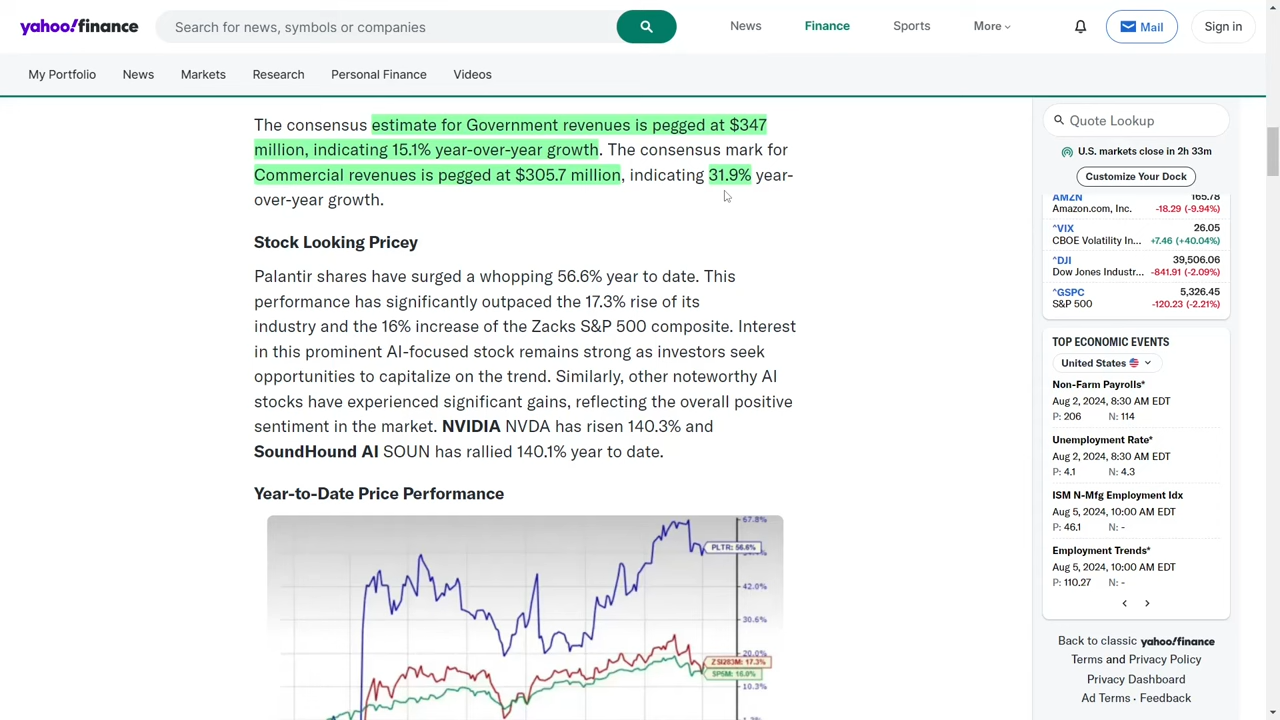 yahoo!finance
Search for news, symbols or companies
News
Finance
Sports
More
Mail
Sign in
My Portfolio
News
Markets
Research
Personal Finance
Videos
The consensus estimate for Government revenues is pegged at $347
million, indicating 15.1% year-over-year growth. The consensus mark for
Commercial revenues is pegged at $305.7 million, indicating 31.9% year-
over-year growth.
Stock Looking Pricey
Palantir shares have surged a whopping 56.6% year to date. This
performance has significantly outpaced the 17.3% rise of its
industry and the 16% increase of the Zacks S&P 500 composite. Interest
in this prominent AI-focused stock remains strong as investors seek
opportunities to capitalize on the trend. Similarly, other noteworthy AI
stocks have experienced significant gains, reflecting the overall positive
sentiment in the market. NVIDIA NVDA has risen 140.3% and
SoundHound AI SOUN has rallied 140.1% year to date.
Year-to-Date Price Performance
67.8%
PLTR: 56.6%
42.0%
30.6%
20.0%
ZSI283M: 17.3%
SPSM: 16.0%
10.3%
Quote Lookup
U.S. markets close in 2h 33m
Customize Your Dock
AMZN 165.78
Amazon.com, Inc. -18.29 (-9.94%)
^VIX 26.05
CBOE Volatility In... +7.46 (+40.04%)
^DJI 39,506.06
Dow Jones Industr... -841.91 (-2.09%)
^GSPC 5,326.45
S&P 500 -120.23 (-2.21%)
TOP ECONOMIC EVENTS
United States
Non-Farm Payrolls*
Aug 2, 2024, 8:30 AM EDT
P: 206 N: 114
Unemployment Rate*
Aug 2, 2024, 8:30 AM EDT
P: 4.1 N: 4.3
ISM N-Mfg Employment Idx
Aug 5, 2024, 10:00 AM EDT
P: 46.1 N: -
Employment Trends*
Aug 5, 2024, 10:00 AM EDT
P: 110.27 N: -
Back to classic yahoo!finance
Terms and Privacy Policy
Privacy Dashboard
Ad Terms · Feedback